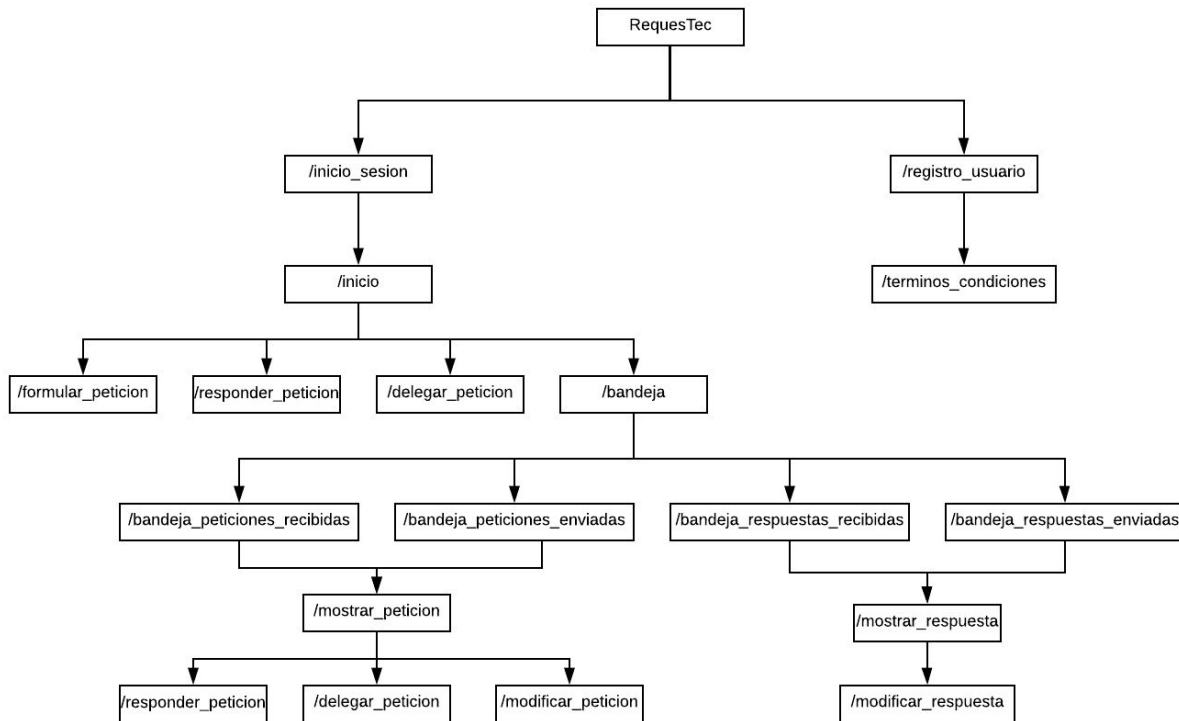 RequesTec
/inicio_sesion
/registro_usuario
/inicio
/terminos_condiciones
/formular_peticion
/responder_peticion
/delegar_peticion
/bandeja
/bandeja_peticiones_recibidas
/bandeja_peticiones_enviadas
/bandeja_respuestas_recibidas
/bandeja_respuestas_enviadas
/mostrar_peticion
/mostrar_respuesta
/responder_peticion
/delegar_peticion
/modificar_peticion
/modificar_respuesta